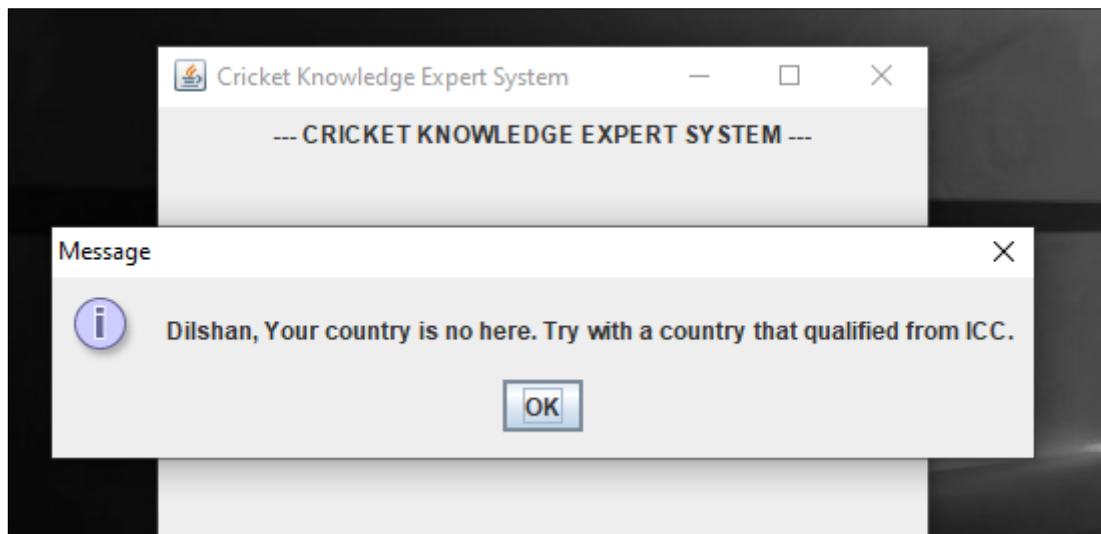 Cricket Knowledge Expert System
--- CRICKET KNOWLEDGE EXPERT SYSTEM ---
Message
Dilshan, Your country is no here. Try with a country that qualified from ICC.
OK